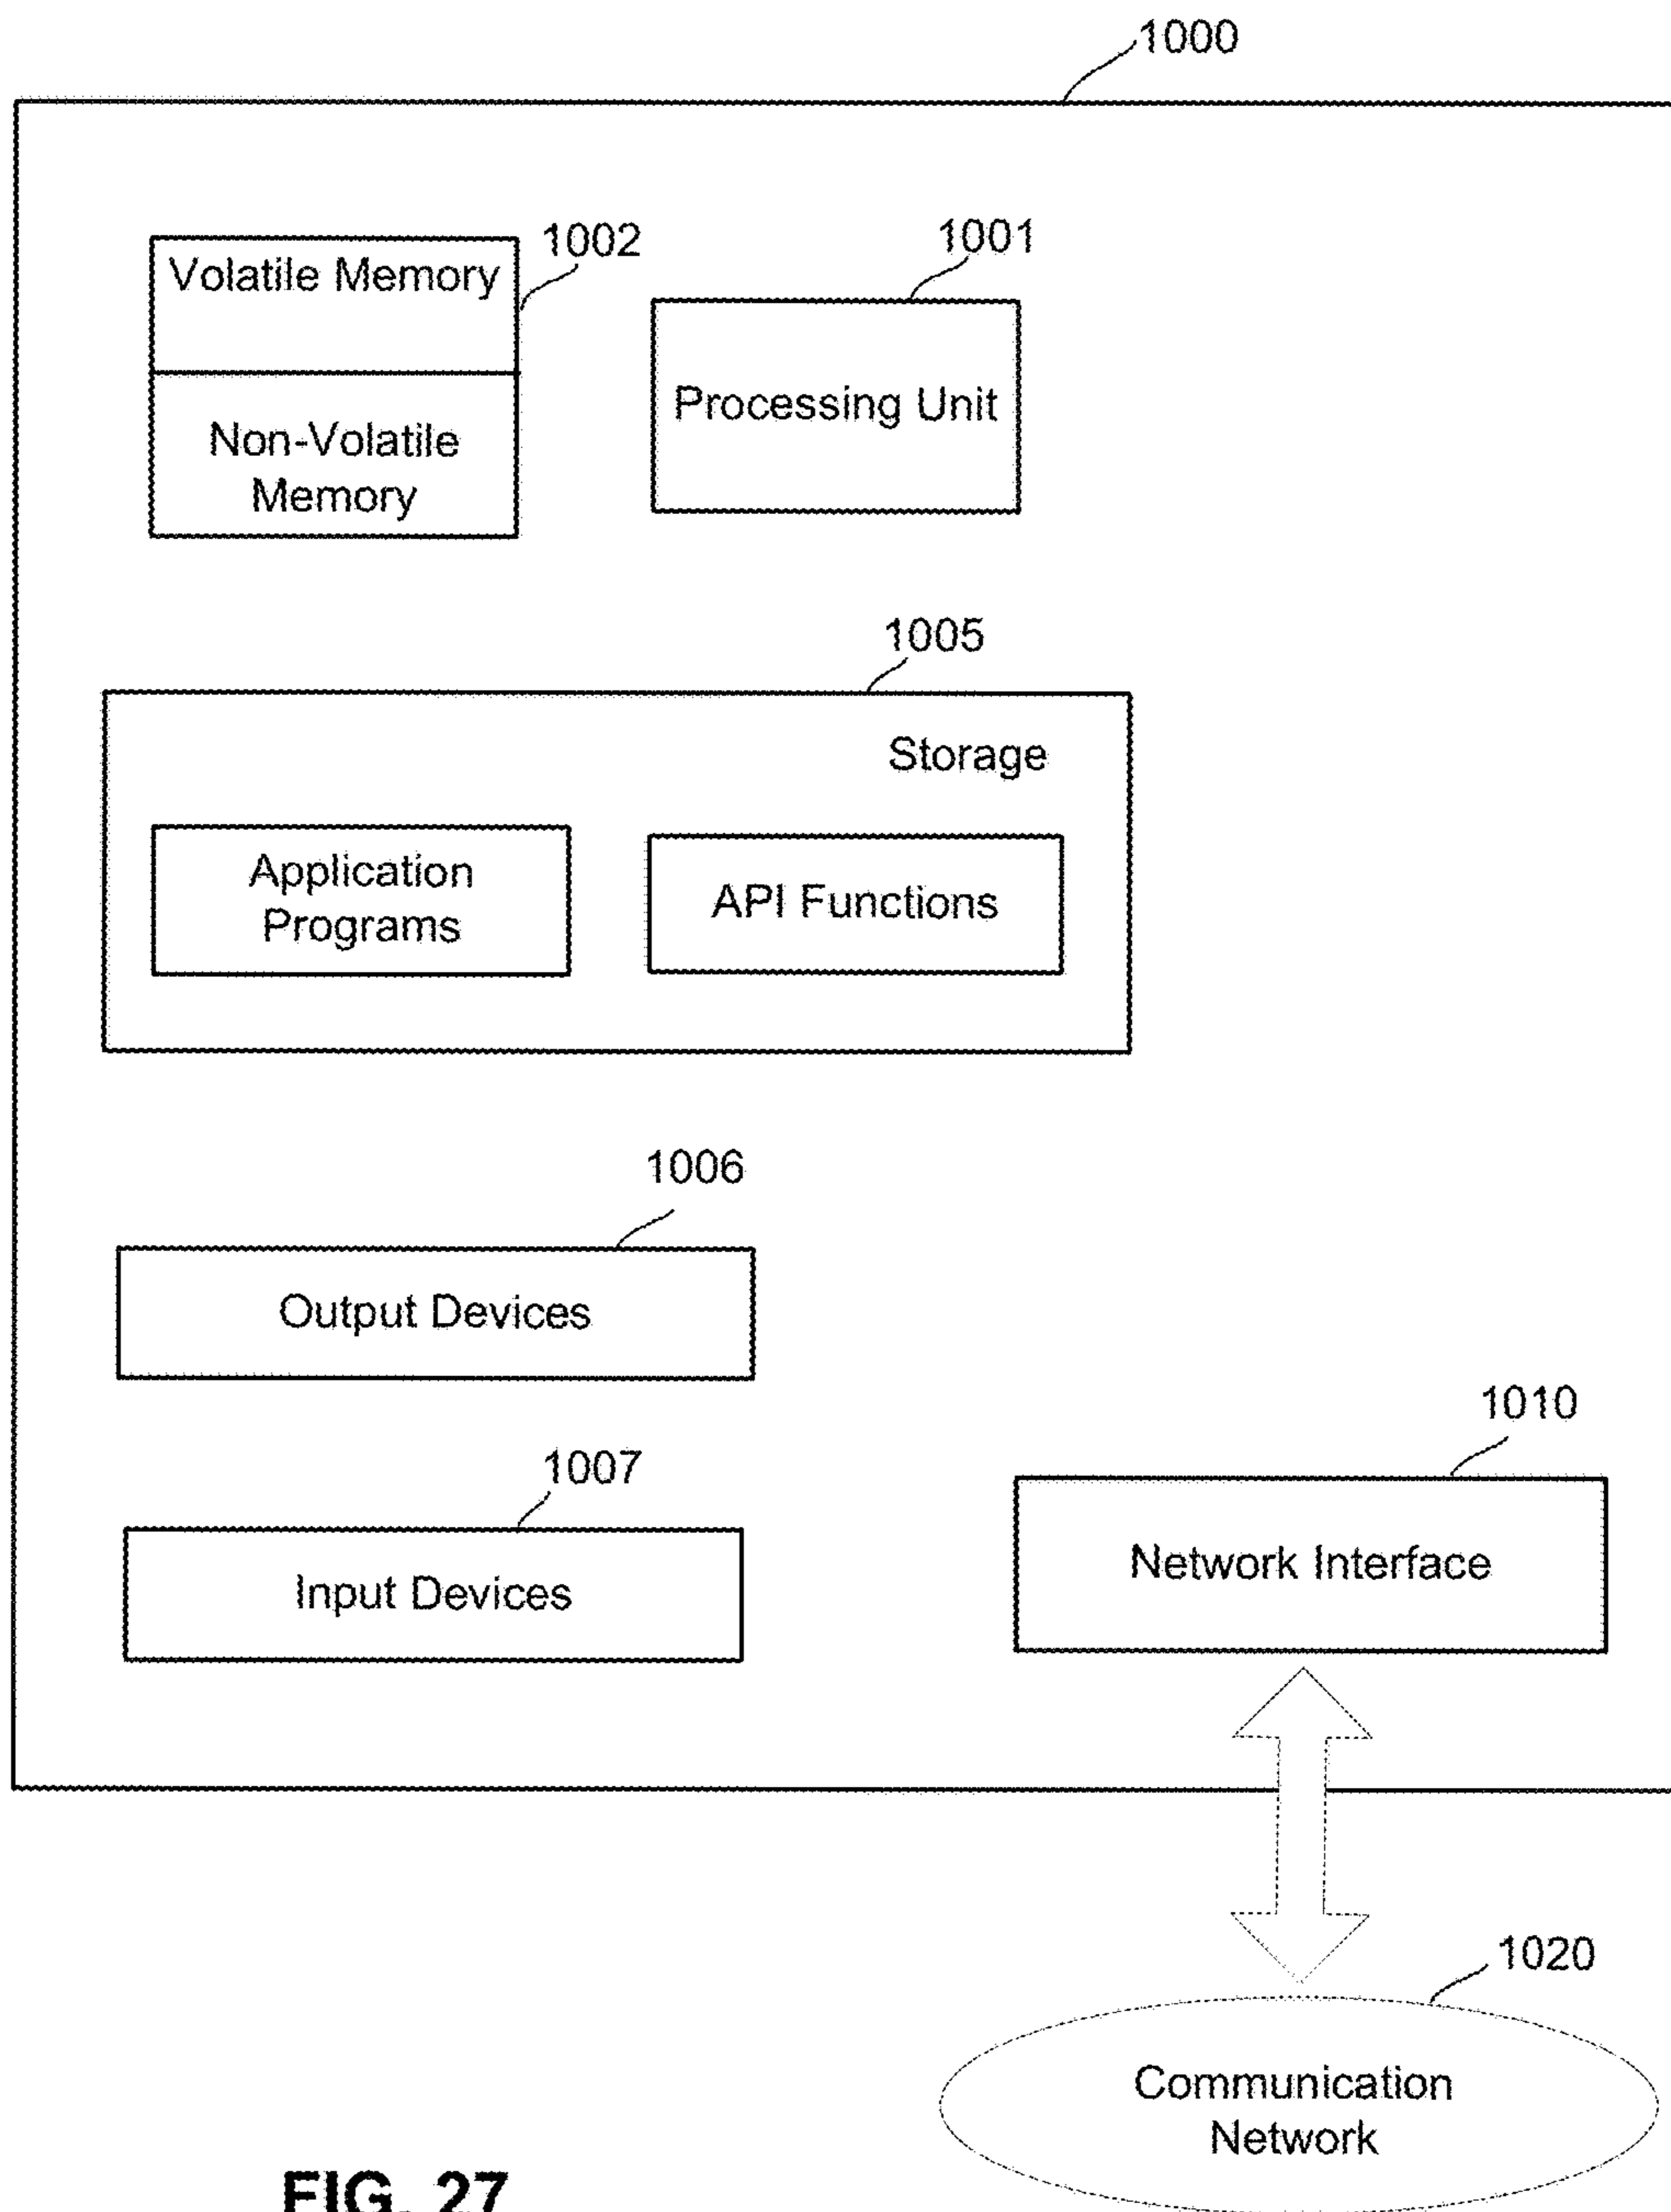 1000
1002
1001
Volatile Memory
Non-Volatile
Memory
Processing Unit
1005
Storage
Application
Programs
API Functions
1006
Output Devices
1010
1007
Input Devices
Network Interface
1020
Communication
Network
FIG. 27